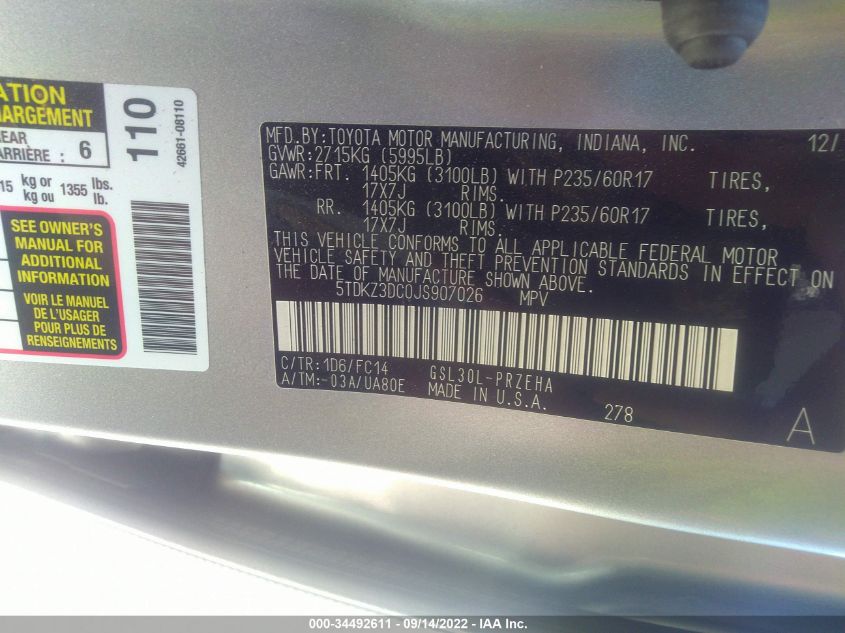 ATION
CHARGEMENT
REAR
ARRIÈRE : 6
15 kg or kg ou 1355 lbs. lb.
SEE OWNER'S
MANUAL FOR
ADDITIONAL
INFORMATION
VOIR LE MANUEL
DE L'USAGER
POUR PLUS DE
RENSEIGNEMENTS
110
42661-08110
MFD.BY:TOYOTA MOTOR MANUFACTURING, INDIANA, INC. 12/
GVWR:2715KG (5995LB)
GAWR:FRT. 1405KG (3100LB) WITH P235/60R17 TIRES,
17X7J RIMS.
RR. 1405KG (3100LB) WITH P235/60R17 TIRES,
17X7J RIMS.
THIS VEHICLE CONFORMS TO ALL APPLICABLE FEDERAL MOTOR
VEHICLE SAFETY AND THEFT PREVENTION STANDARDS IN EFFECT ON
THE DATE OF MANUFACTURE SHOWN ABOVE.
5TDKZ3DC0JS907026 MPV
C/TR:1D6/FC14 GSL30L-PRZEHA
A/TM:-03A/UA80E MADE IN U.S.A. 278
A
000-34492611 - 09/14/2022 - IAA Inc.